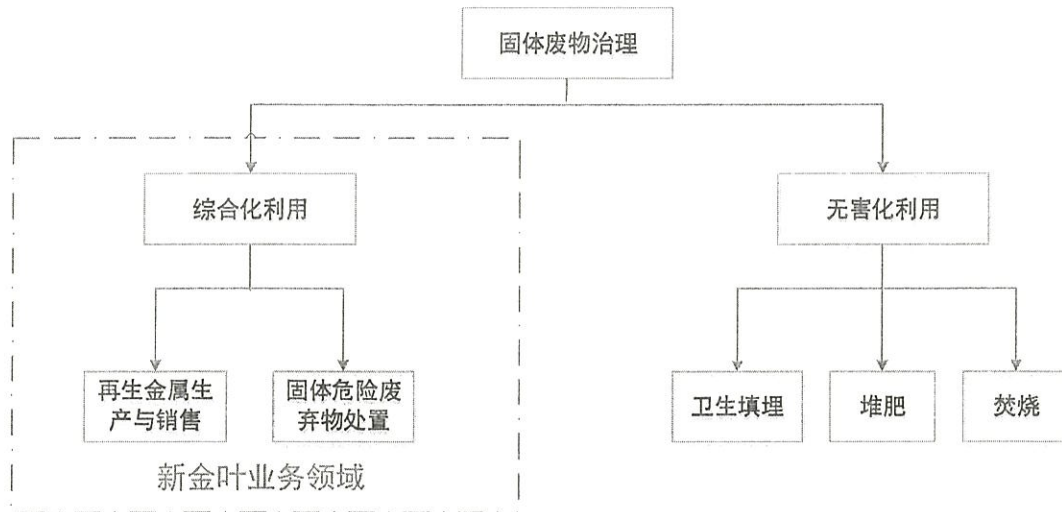 固体废物治理
综合化利用
无害化利用
再生金属生
产与销售
固体危险废
弃物处置
卫生填埋
堆肥
焚烧
新金叶业务领域